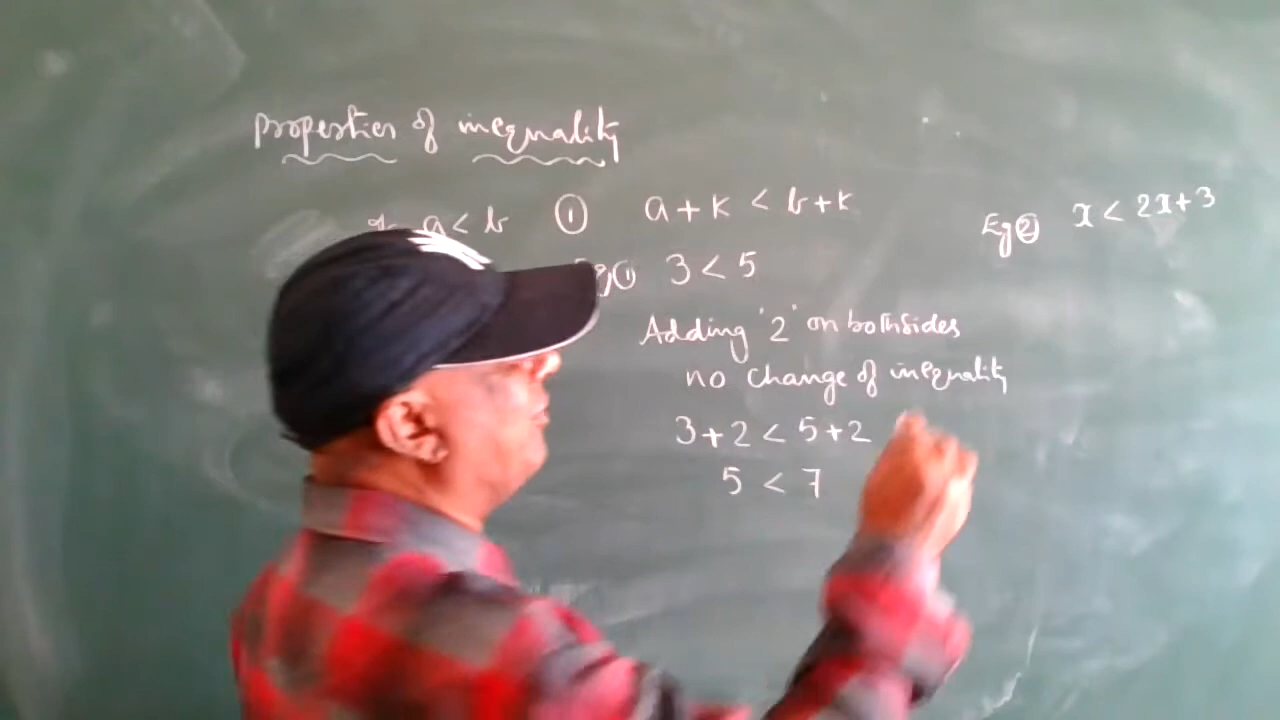 Properties of inequality
If a < b ① a + k < b + k
Eg① 3 < 5
Adding '2' on bothsides
no change of inequality
3 + 2 < 5 + 2
5 < 7
Eg② x < 2x + 3